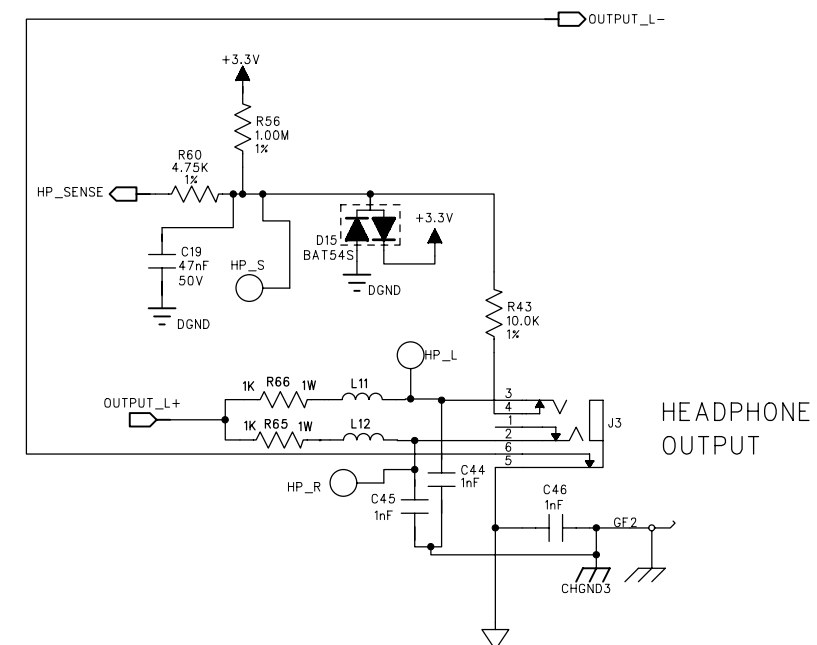 OUTPUT_L-
+3.3V
R56
1.00M
1%
R60
4.75K
1%
HP_SENSE
+3.3V
D15
BAT54S
C19
47nF
50V
HP_S
DGND
DGND
R43
10.0K
1%
HP_L
1K R66 1W L11
OUTPUT_L+
3
4
1
2
6
5
J3
HEADPHONE
OUTPUT
1K R65 1W L12
HP_R
C44
1nF
C45
1nF
C46
1nF
GF2
CHGND3